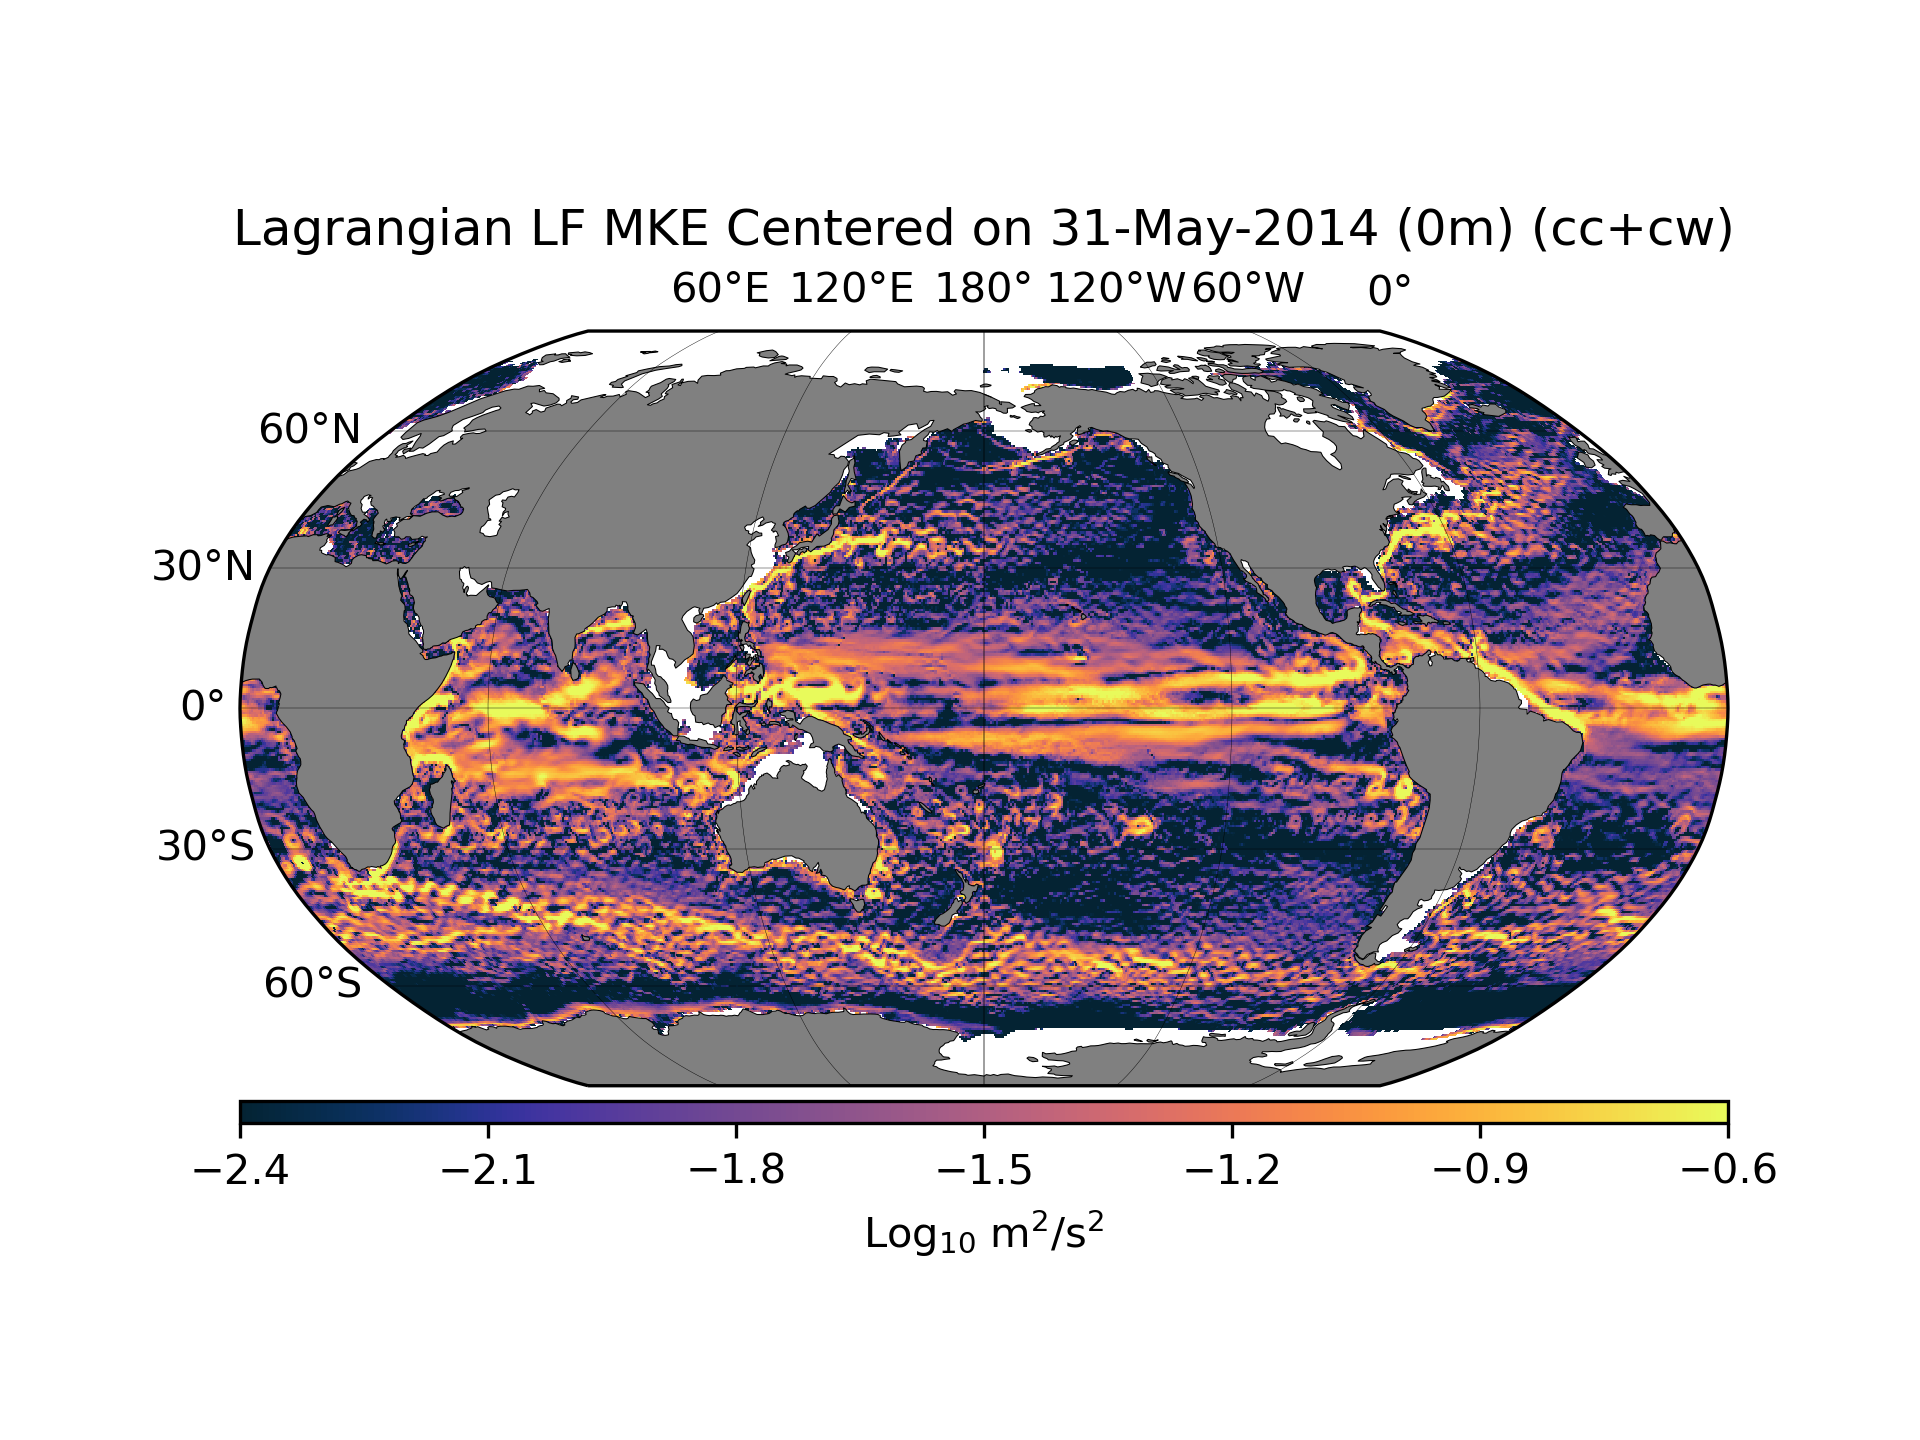 Lagrangian LF MKE Centered on 31-May-2014 (0m) (cc+cw)
60°E 120°E 180° 120°W 60°W 0°
60°N
30°N
0°
30°S
60°S
−2.4 −2.1 −1.8 −1.5 −1.2 −0.9 −0.6
Log₁₀ m²/s²